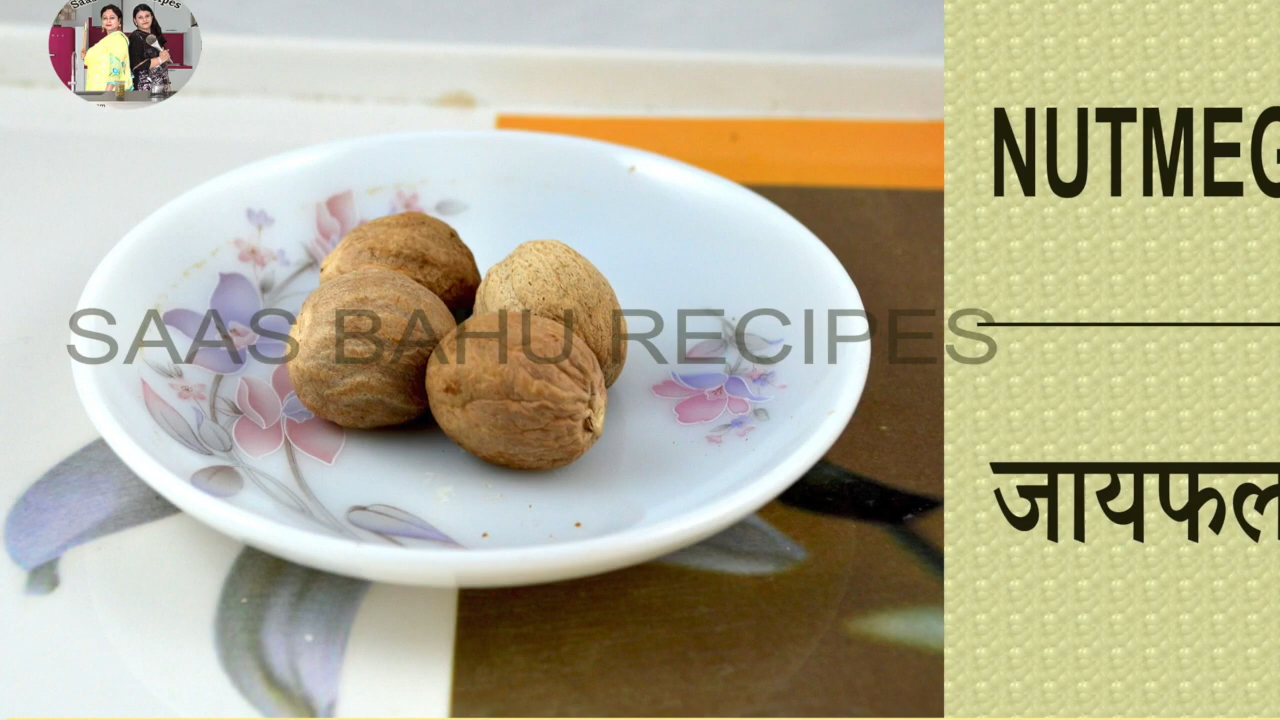 NUTMEG
SAAS BAHU RECIPES
जायफल